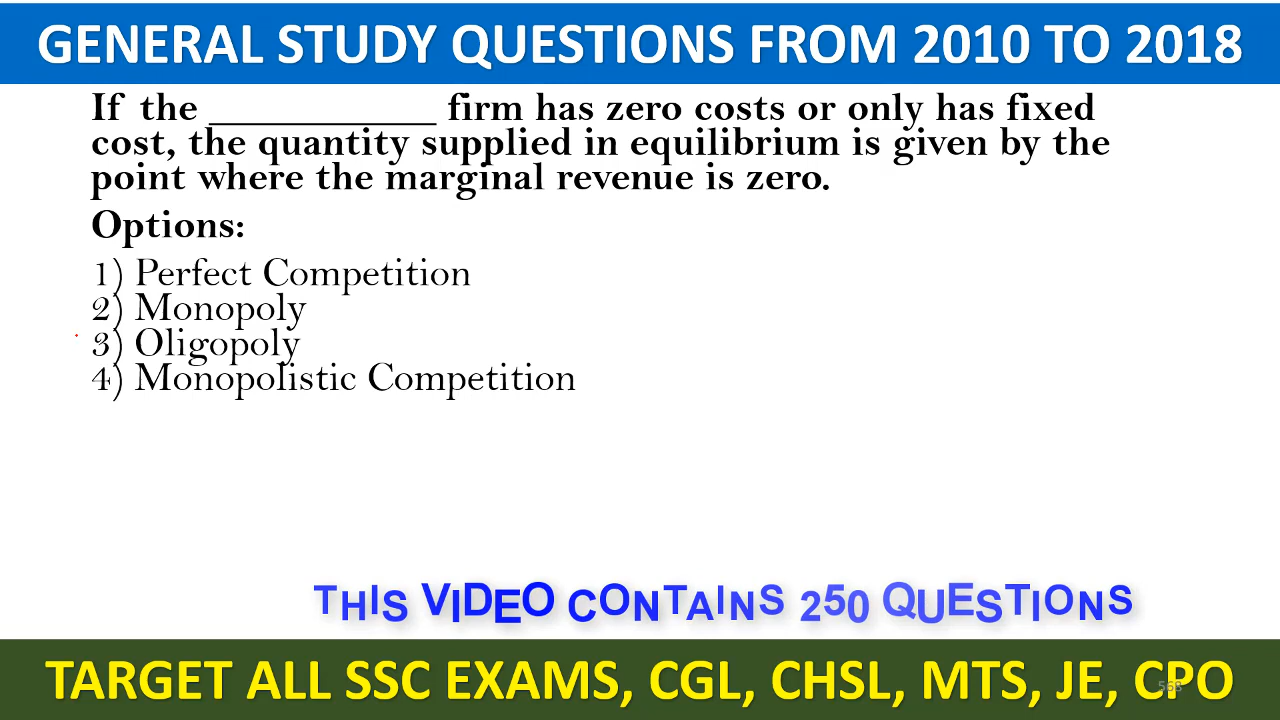 GENERAL STUDY QUESTIONS FROM 2010 TO 2018
If the ___________ firm has zero costs or only has fixed
cost, the quantity supplied in equilibrium is given by the
point where the marginal revenue is zero.
Options:
1) Perfect Competition
2) Monopoly
3) Oligopoly
4) Monopolistic Competition
THIS VIDEO CONTAINS 250 QUESTIONS
TARGET ALL SSC EXAMS, CGL, CHSL, MTS, JE, CPO